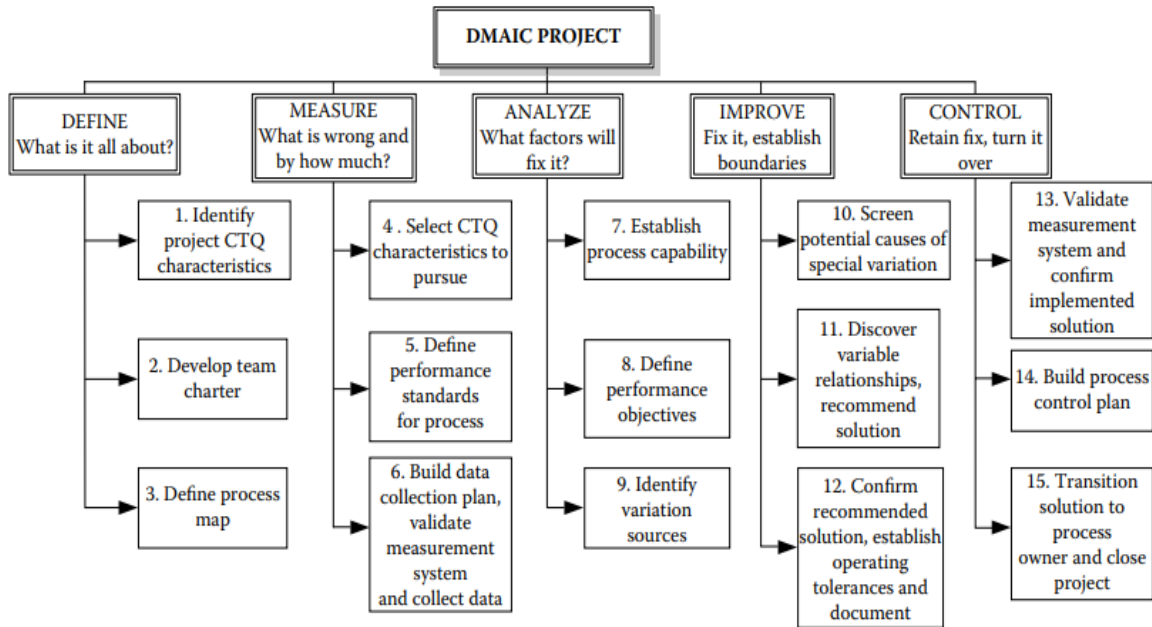 DMAIC PROJECT
DEFINE
What is it all about?
MEASURE
What is wrong and
by how much?
ANALYZE
What factors will
fix it?
IMPROVE
Fix it, establish
boundaries
CONTROL
Retain fix, turn it
over
1. Identify
project CTQ
characteristics
2. Develop team
charter
3. Define process
map
4 . Select CTQ
characteristics to
pursue
5. Define
performance
standards
for process
6. Build data
collection plan,
validate
measurement
system
and collect data
7. Establish
process capability
8. Define
performance
objectives
9. Identify
variation
sources
10. Screen
potential causes of
special variation
11. Discover
variable
relationships,
recommend
solution
12. Confirm
recommended
solution, establish
operating
tolerances and
document
13. Validate
measurement
system and
confirm
implemented
solution
14. Build process
control plan
15. Transition
solution to
process
owner and close
project